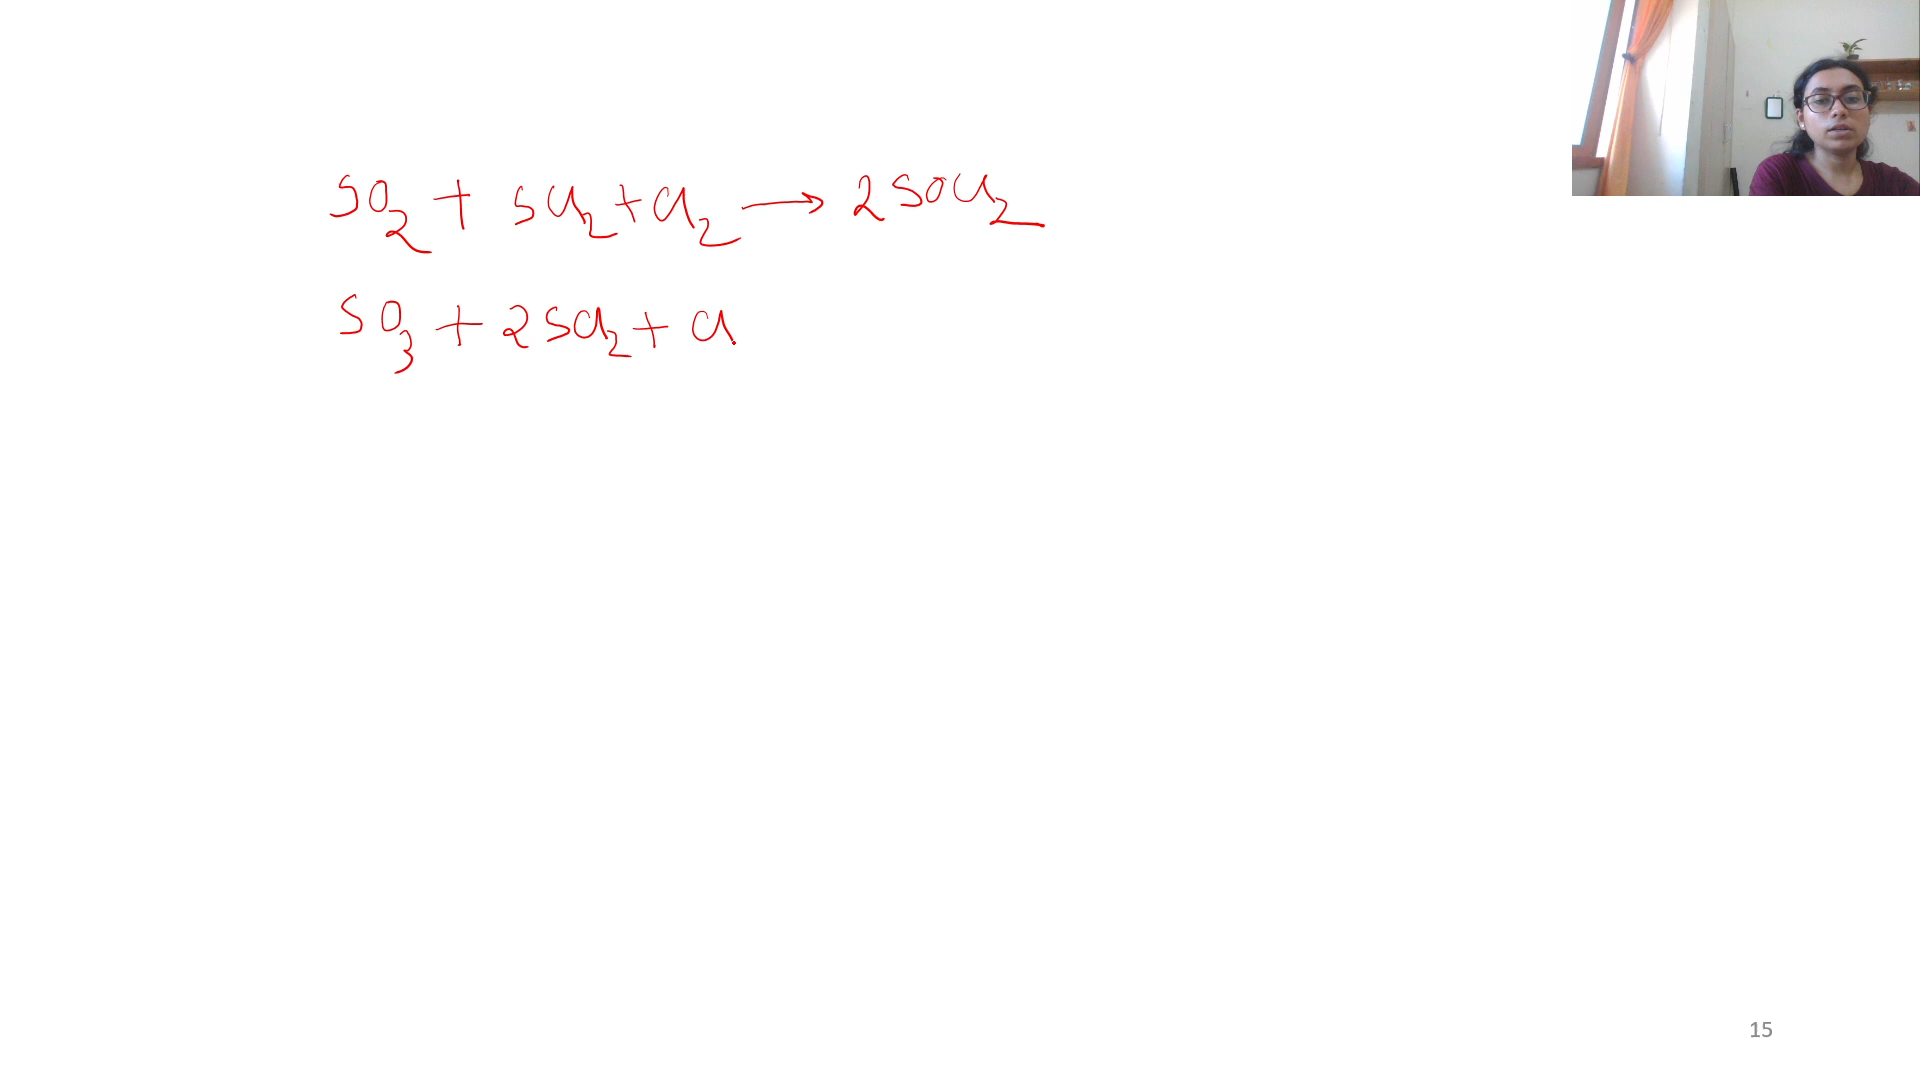 SO₂ + SCl₂ + Cl₂ → 2SOCl₂
SO₃ + 2SCl₂ + Cl
15